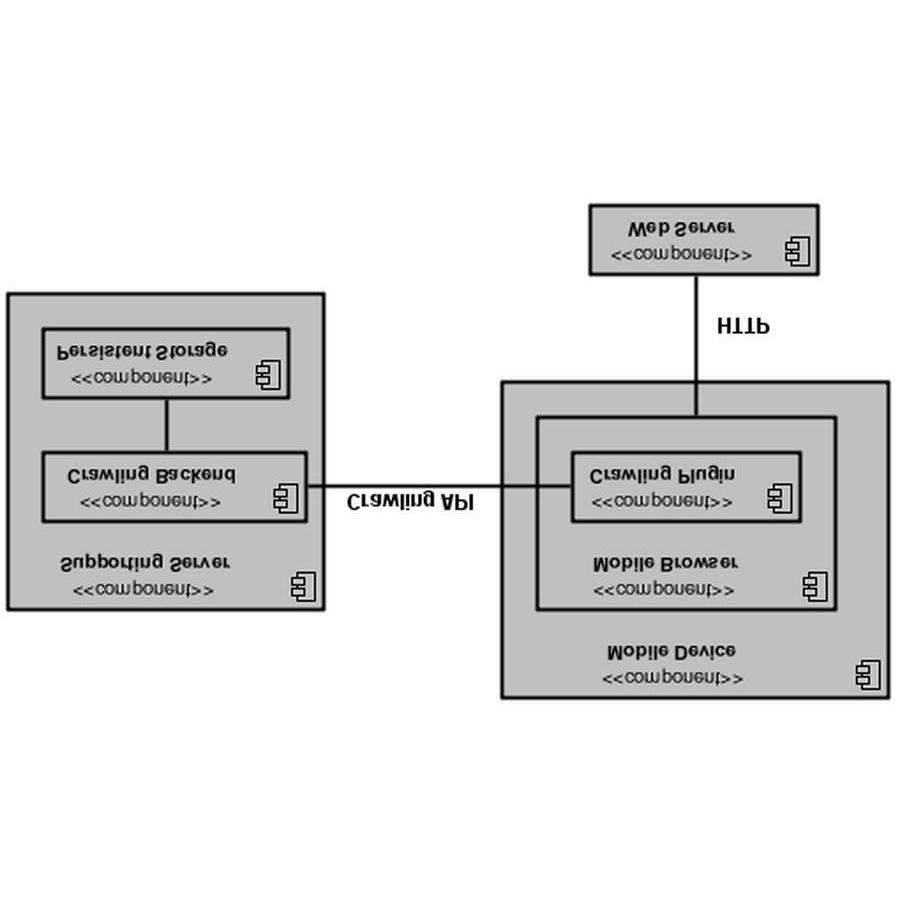 <<component>>
Mobile Device
<<component>>
Mobile Browser
<<component>>
Crawling Plugin
<<component>>
Supporting Server
<<component>>
Crawling Backend
Crawling API
<<component>>
Persistent Storage
HTTP
<<component>>
Web Server